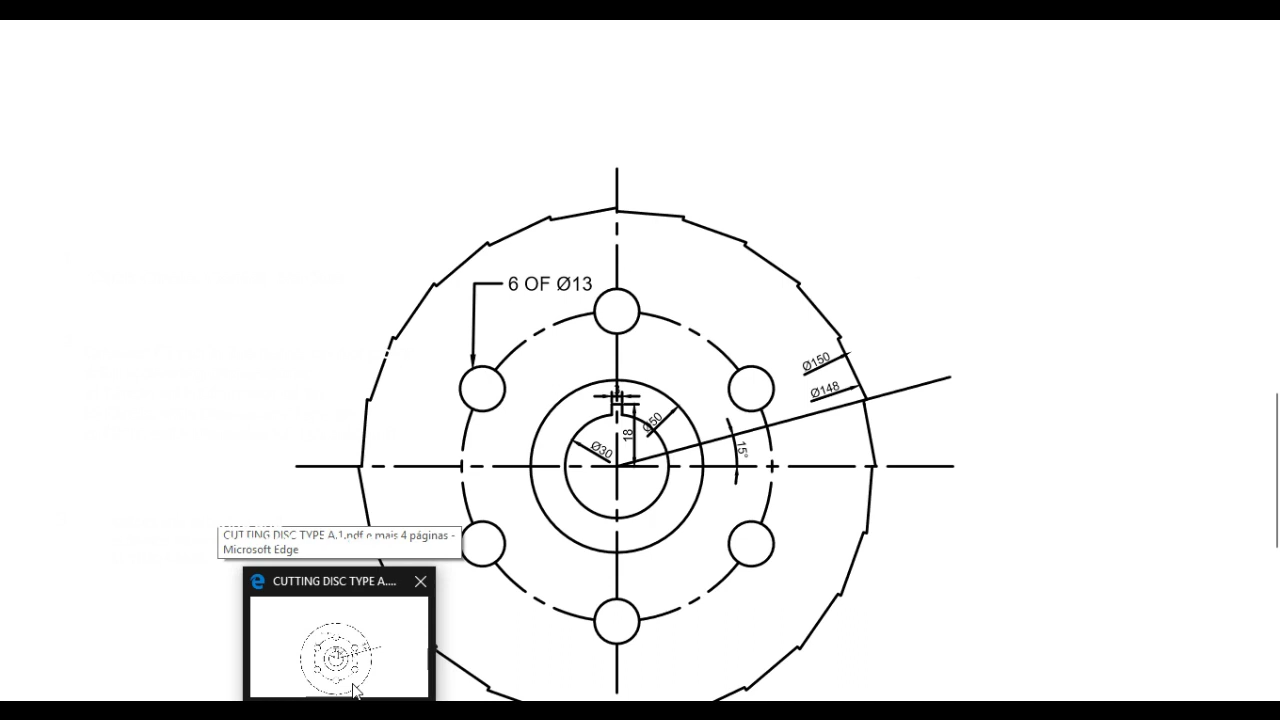 6 OF Ø13
Ø150
Ø148
Ø50
18
Ø30
15°
CUTTING DISC TYPE A.1.pdf e mais 4 páginas -
Microsoft Edge
CUTTING DISC TYPE A....